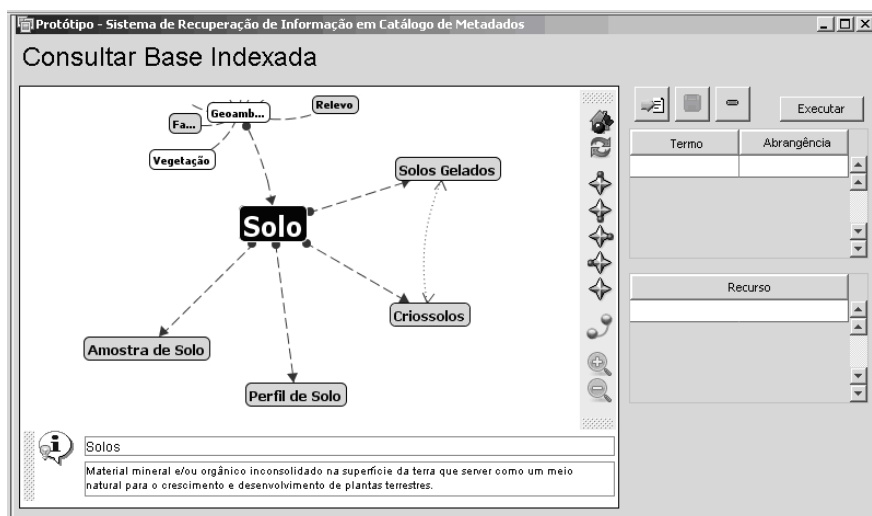 Protótipo - Sistema de Recuperação de Informação em Catálogo de Metadados
Consultar Base Indexada
Relevo
Geoamb...
Fa...
Vegetação
Solos Gelados
Solo
Criossolos
Amostra de Solo
Perfil de Solo
Executar
Termo
Abrangência
Recurso
Solos
Material mineral e/ou orgânico inconsolidado na superfície da terra que server como um meio
natural para o crescimento e desenvolvimento de plantas terrestres.